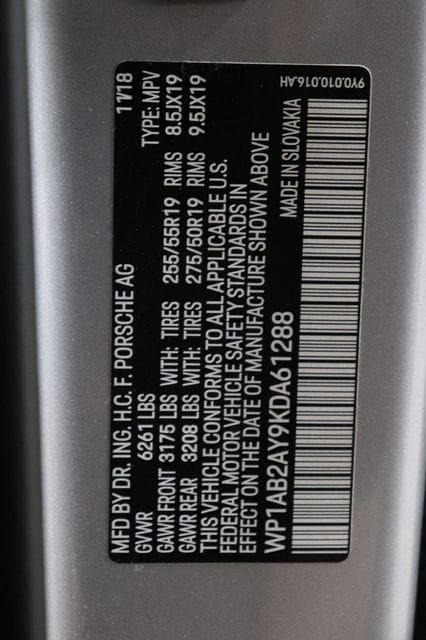 MFD BY DR. ING. H.C. F. PORSCHE AG 11/18
GVWR 6261 LBS TYPE: MPV
GAWR FRONT 3175 LBS WITH: TIRES 255/55R19 RIMS 8.5JX19
GAWR REAR 3208 LBS WITH: TIRES 275/50R19 RIMS 9.5JX19
THIS VEHICLE CONFORMS TO ALL APPLICABLE U.S.
FEDERAL MOTOR VEHICLE SAFETY STANDARDS IN
EFFECT ON THE DATE OF MANUFACTURE SHOWN ABOVE
WP1AB2AY9KDA61288 MADE IN SLOVAKIA
9Y0.010.016.AH